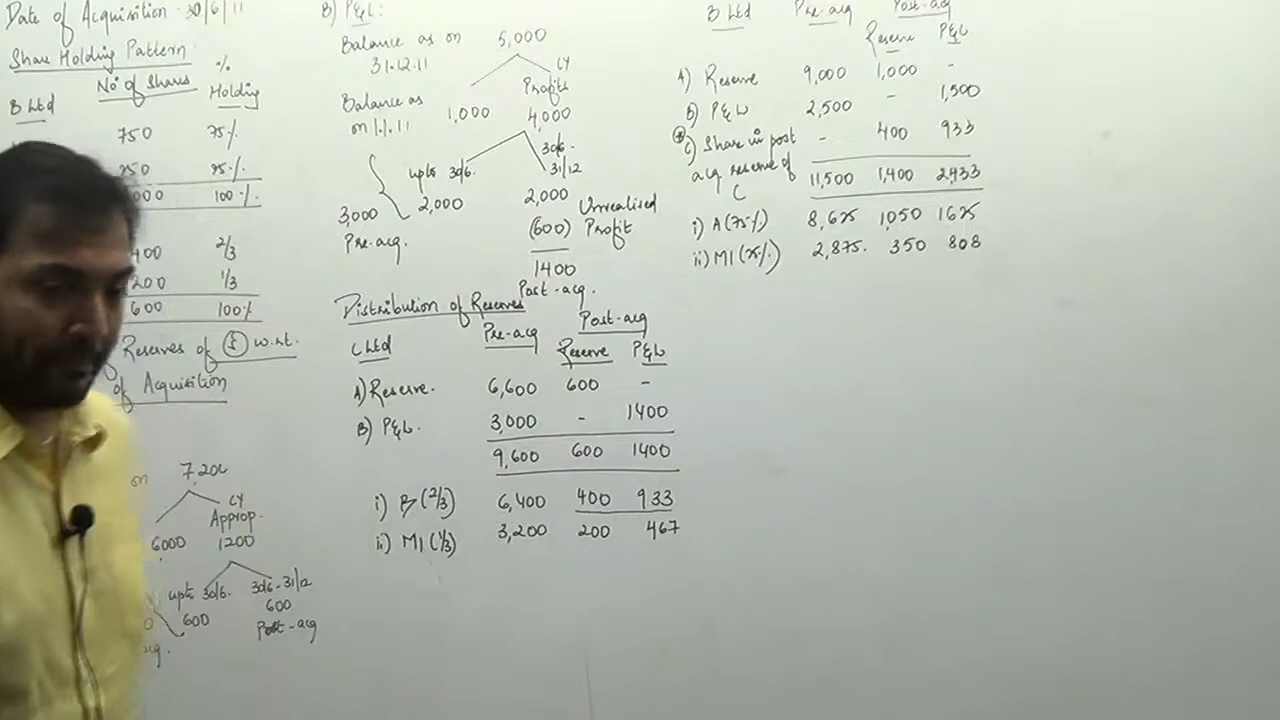 Date of Acquisition - 30/6/11
Share Holding Pattern
No of Shares % Holding
B Ltd
750 75%
250 25%
000 100%
400 2/3
200 1/3
600 100%
Reserves of £ w.r.t.
of Acquisition
on 7,200
CY Approp.
6000 1200
upto 30/6. 30/6-31/12
600 600
Post-acq
acq.
B) P&L:
Balance as on 5,000
31.12.11
CY Profits
Balance as on 1.1.11 1,000 4,000
upto 30/6. 30/6 - 31/12
3,000 2,000 2,000 Unrealised
Pre-acq. (600) Profit
1400
Post-acq.
Distribution of Reserves
C Ltd Pre-acq Post-acq
Reserve P&L
A) Reserve. 6,600 600 -
B) P&L. 3,000 - 1400
9,600 600 1400
i) B (2/3) 6,400 400 933
ii) MI (1/3) 3,200 200 467
B Ltd Pre-acq Post-acq
Reserve P&L
A) Reserve 9,000 1,000 -
b) P&L 2,500 - 1,500
c) Share in post - 400 933
acq reserve of C 11,500 1,400 2,433
i) A (75%) 8,625 1,050 1625
ii) MI (25%) 2,875. 350 808